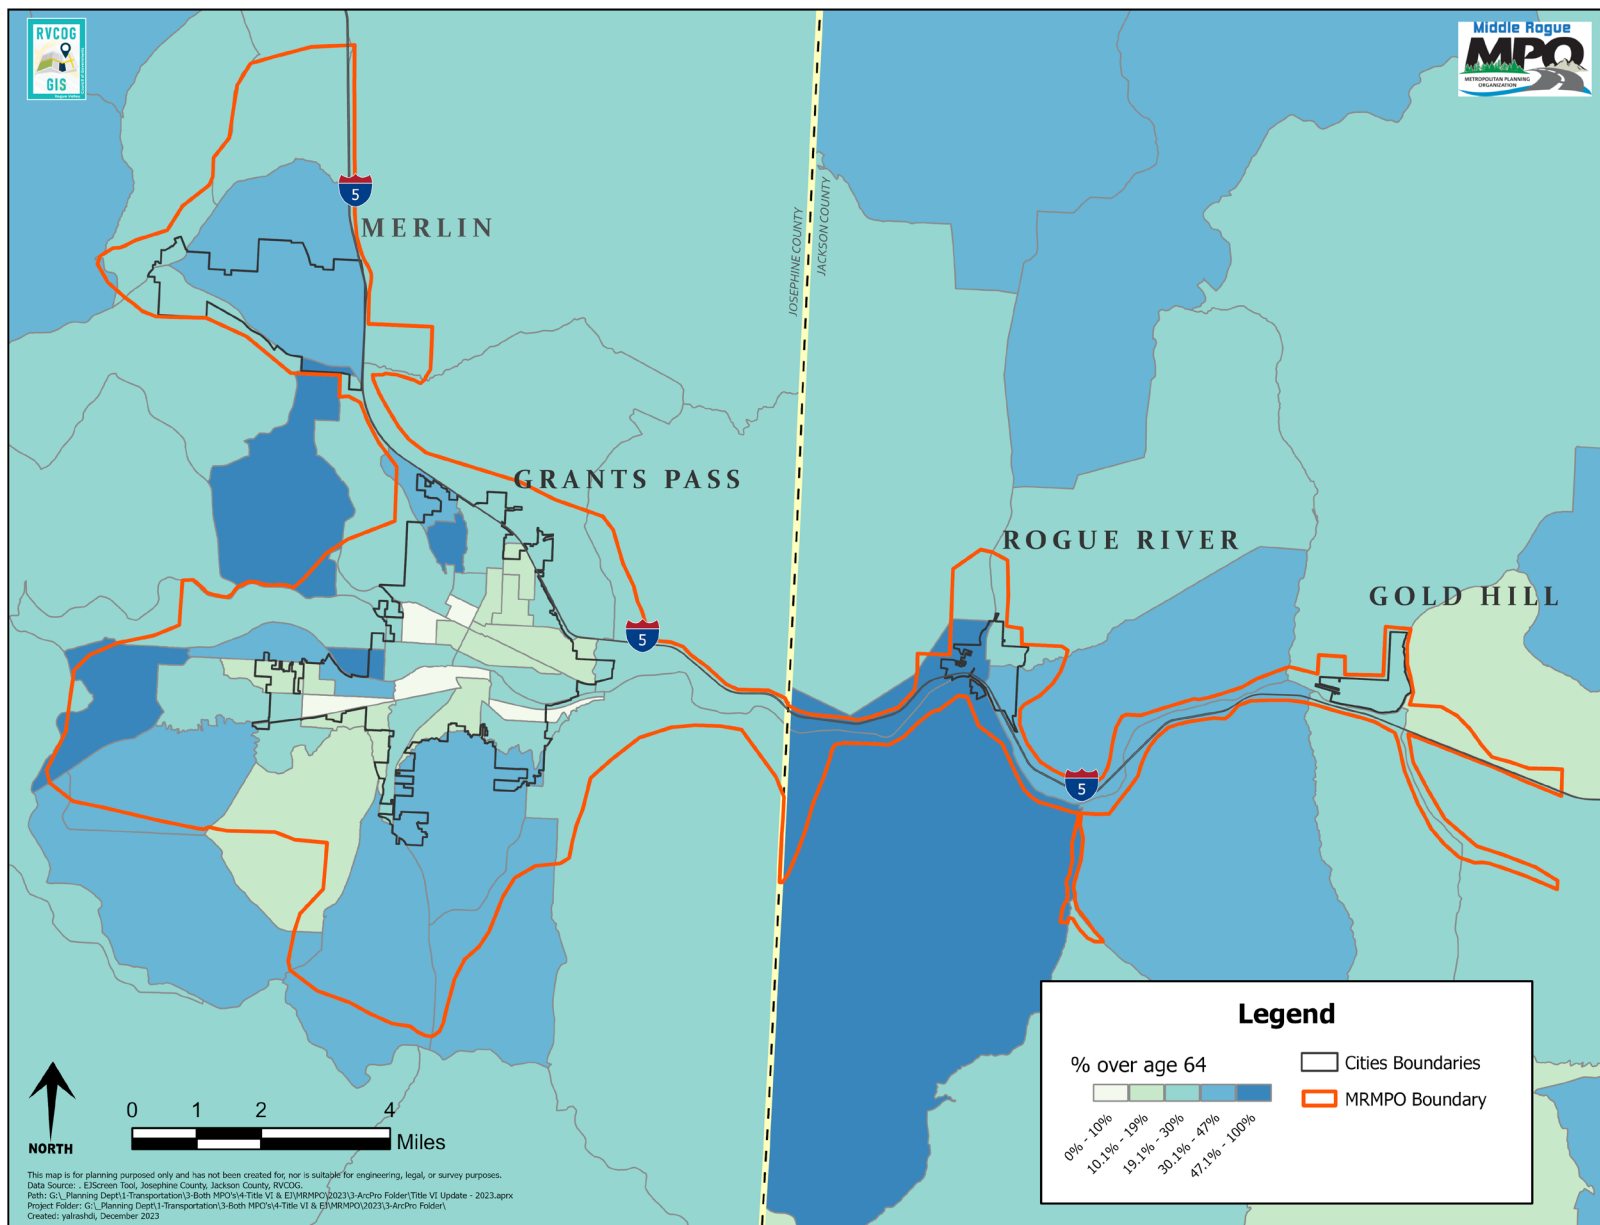 RVCOG
GIS
Rogue Valley
Middle Rogue
MPO
METROPOLITAN PLANNING
ORGANIZATION
5
MERLIN
JOSEPHINE COUNTY
JACKSON COUNTY
GRANTS PASS
ROGUE RIVER
GOLD HILL
5
5
Legend
% over age 64
0% - 10%
10.1% - 19%
19.1% - 30%
30.1% - 47%
47.1% - 100%
Cities Boundaries
MRMPO Boundary
NORTH
0 1 2 4
Miles
This map is for planning purposed only and has not been created for, nor is suitable for engineering, legal, or survey purposes.
Data Source: . EJScreen Tool, Josephine County, Jackson County, RVCOG.
Path: G:\_Planning Dept\1-Transportation\3-Both MPO's\4-Title VI & EJ\MRMPO\2023\3-ArcPro Folder\Title VI Update - 2023.aprx
Project Folder: G:\_Planning Dept\1-Transportation\3-Both MPO's\4-Title VI & EJ\MRMPO\2023\3-ArcPro Folder\
Created: yalrashdi, December 2023